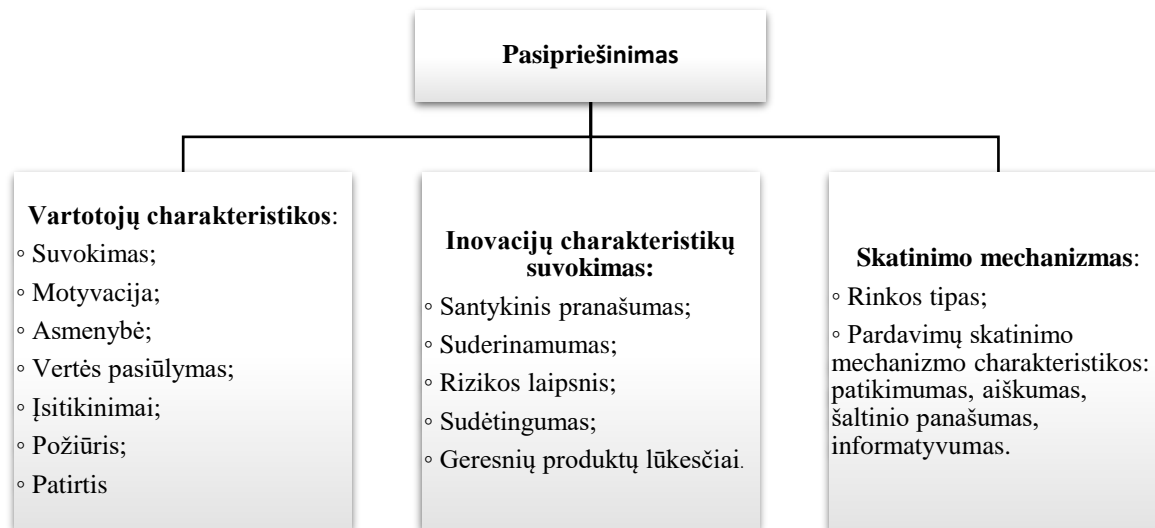 Pasipriešinimas
Vartotojų charakteristikos:
◦ Suvokimas;
◦ Motyvacija;
◦ Asmenybė;
◦ Vertės pasiūlymas;
◦ Įsitikinimai;
◦ Požiūris;
◦ Patirtis
Inovacijų charakteristikų
suvokimas:
◦ Santykinis pranašumas;
◦ Suderinamumas;
◦ Rizikos laipsnis;
◦ Sudėtingumas;
◦ Geresnių produktų lūkesčiai.
Skatinimo mechanizmas:
◦ Rinkos tipas;
◦ Pardavimų skatinimo
mechanizmo charakteristikos:
patikimumas, aiškumas,
šaltinio panašumas,
informatyvumas.